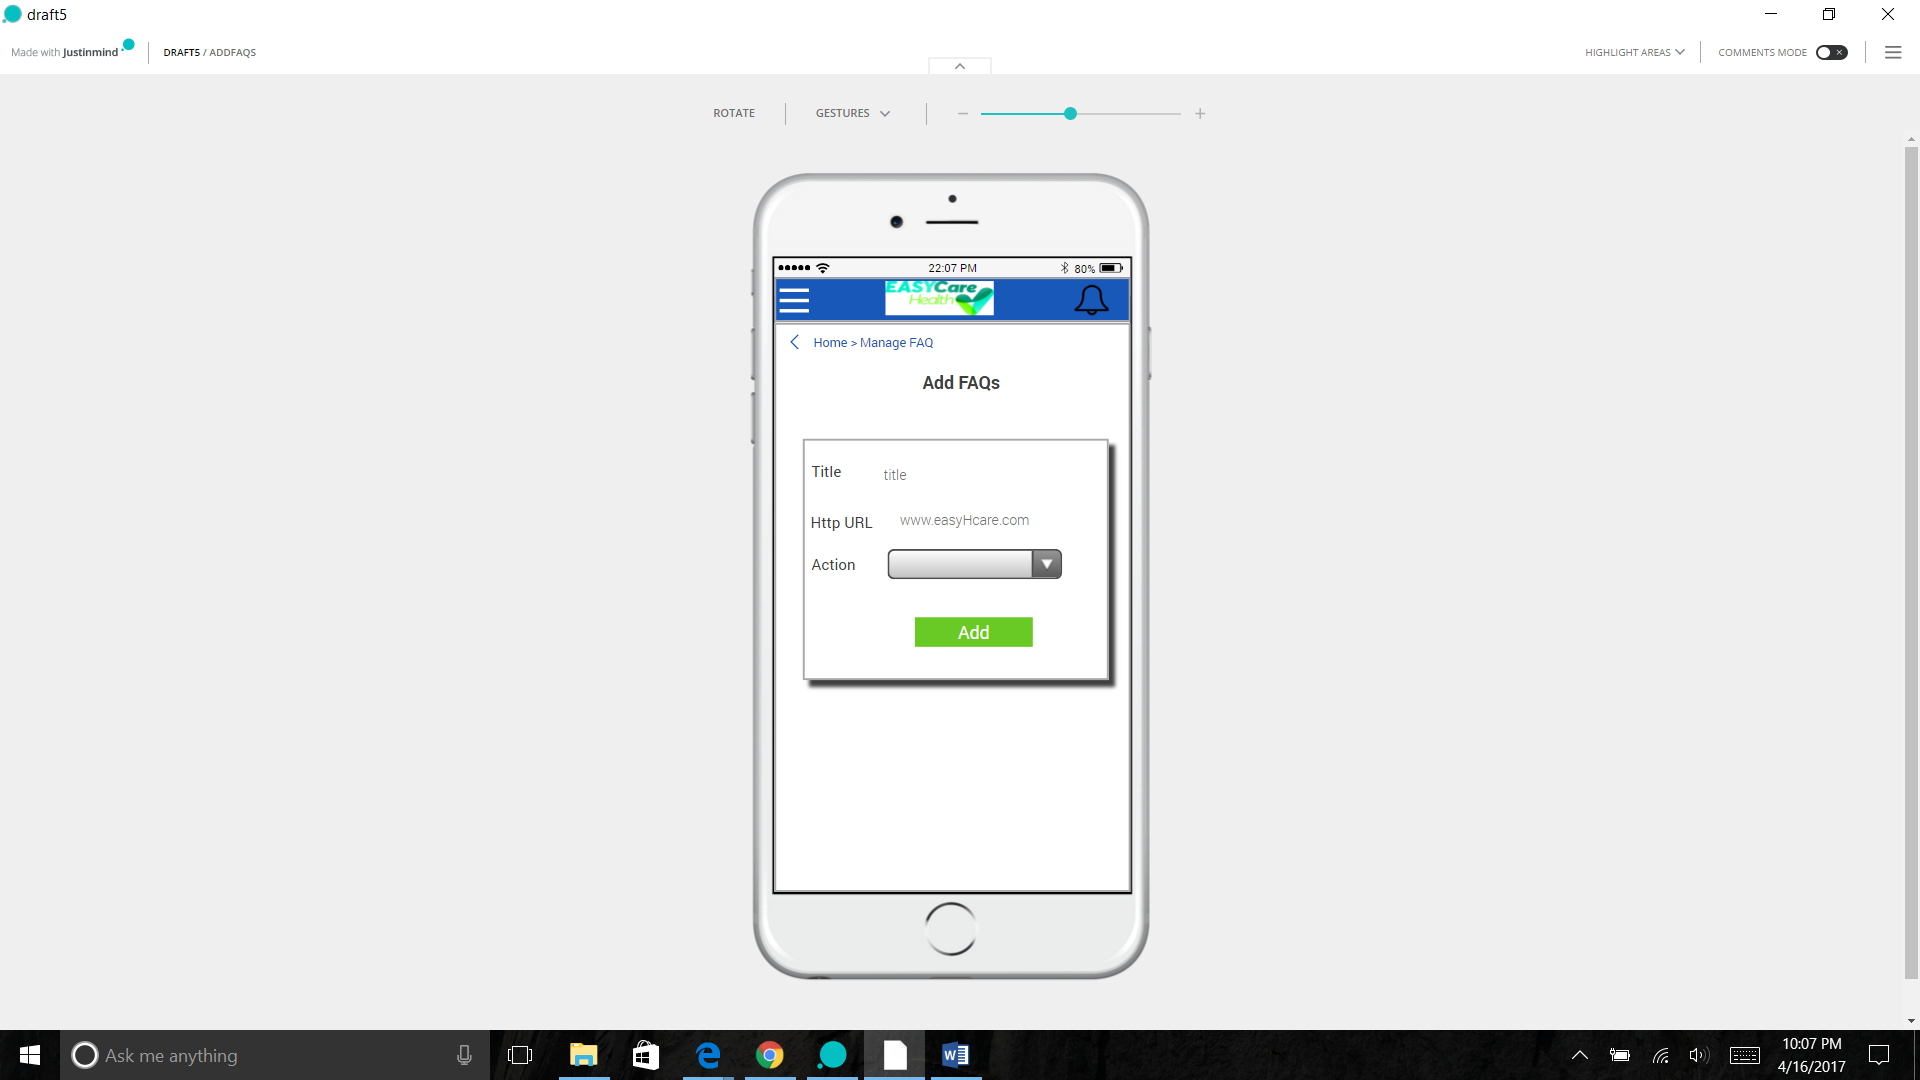 draft5
Made with Justinmind
DRAFT5 / ADDFAQS
HIGHLIGHT AREAS
COMMENTS MODE
ROTATE
GESTURES
22:07 PM
80%
EASYCare
Health
Home > Manage FAQ
Add FAQs
Title
title
Http URL
www.easyHcare.com
Action
Add
Ask me anything
10:07 PM
4/16/2017